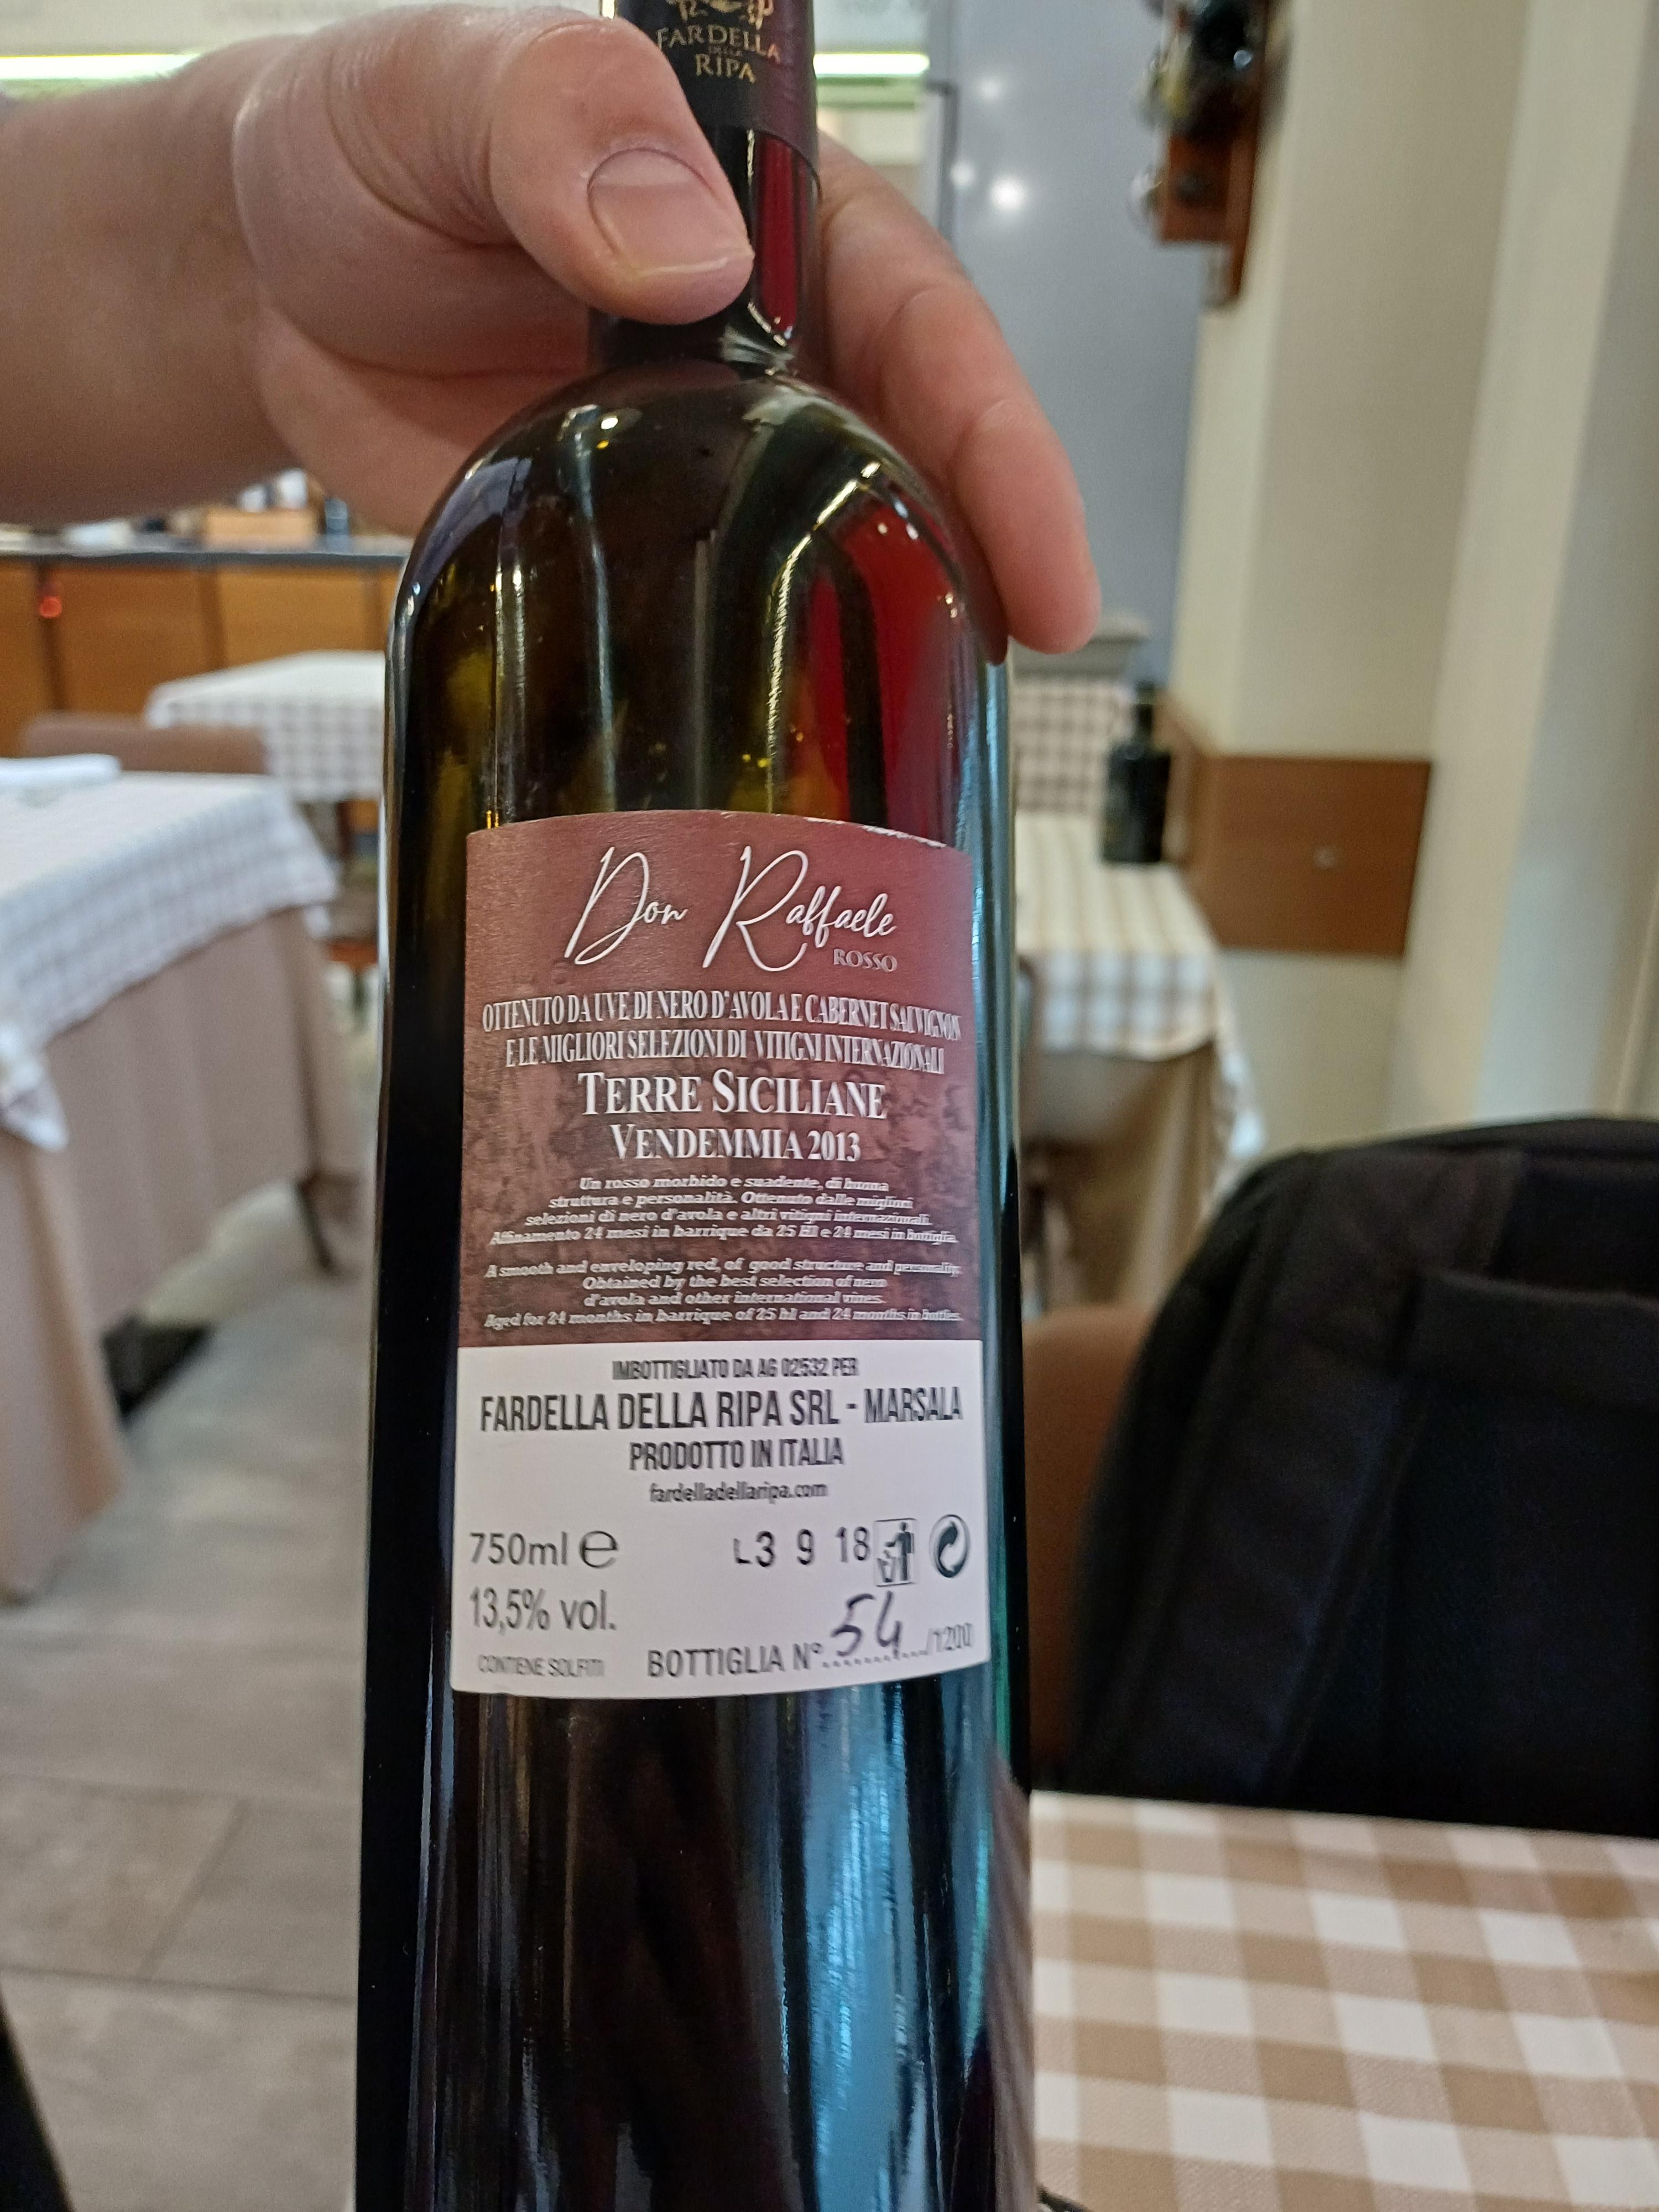 FARDELLA
DELLA
RIPA
Don Raffaele
ROSSO
OTTENUTO DA UVE DI NERO D'AVOLA E CABERNET SAUVIGNON
E LE MIGLIORI SELEZIONI DI VITIGNI INTERNAZIONALI
TERRE SICILIANE
VENDEMMIA 2013
Un rosso morbido e suadente, di buona
struttura e personalità. Ottenuto dalle migliori
selezioni di nero d'avola e altri vitigni internazionali.
Affinamento 24 mesi in barrique da 25 Hl e 24 mesi in bottiglia.
A smooth and enveloping red, of good structure and personality.
Obtained by the best selection of nero
d'avola and other international vines.
Aged for 24 months in barrique of 25 hl and 24 months in bottles.
IMBOTTIGLIATO DA AG 02532 PER
FARDELLA DELLA RIPA SRL - MARSALA
PRODOTTO IN ITALIA
fardelladellaripa.com
750ml e L3 9 18
13,5% vol.
CONTIENE SOLFITI BOTTIGLIA N°. 54 /1200